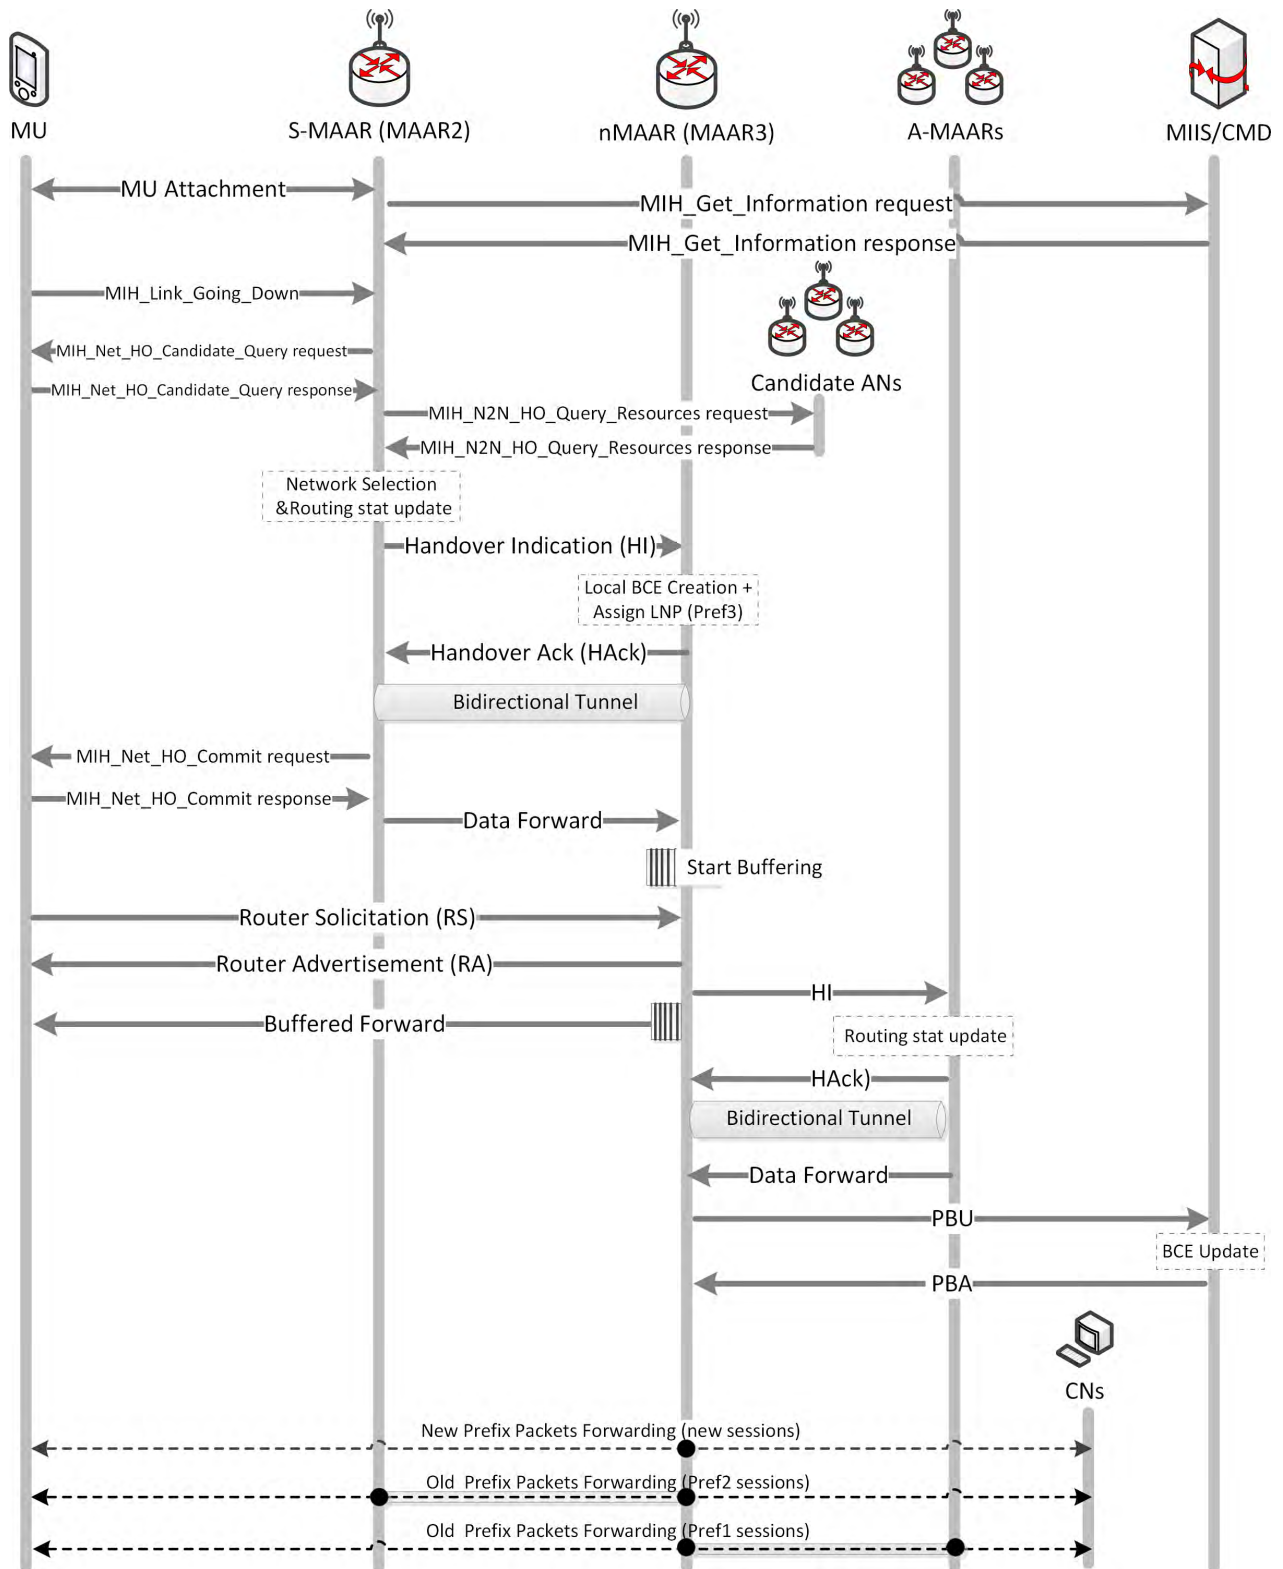 MU
S-MAAR (MAAR2)
nMAAR (MAAR3)
A-MAARs
MIIS/CMD
MU Attachment
MIH_Get_Information request
MIH_Get_Information response
MIH_Link_Going_Down
MIH_Net_HO_Candidate_Query request
Candidate ANs
MIH_Net_HO_Candidate_Query response
MIH_N2N_HO_Query_Resources request
MIH_N2N_HO_Query_Resources response
Network Selection
&Routing stat update
Handover Indication (HI)
Local BCE Creation +
Assign LNP (Pref3)
Handover Ack (HAck)
Bidirectional Tunnel
MIH_Net_HO_Commit request
MIH_Net_HO_Commit response
Data Forward
Start Buffering
Router Solicitation (RS)
Router Advertisement (RA)
HI
Buffered Forward
Routing stat update
HAck)
Bidirectional Tunnel
Data Forward
PBU
BCE Update
PBA
CNs
New Prefix Packets Forwarding (new sessions)
Old Prefix Packets Forwarding (Pref2 sessions)
Old Prefix Packets Forwarding (Pref1 sessions)